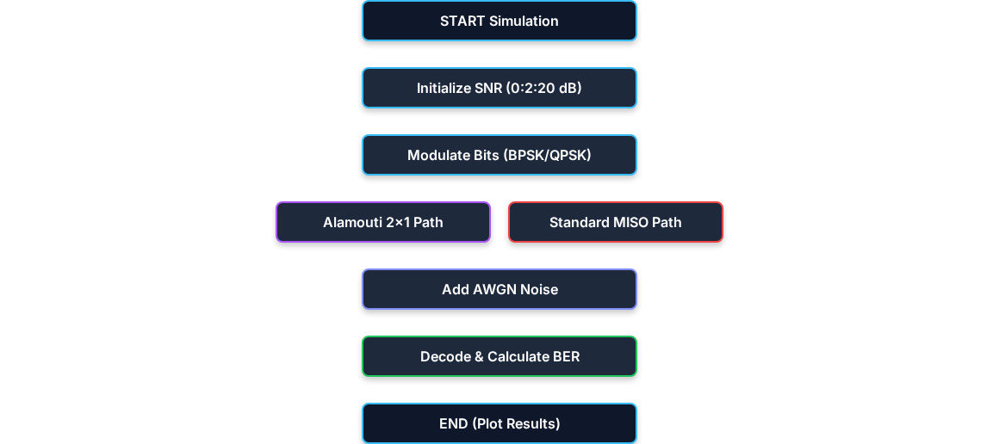 START Simulation
Initialize SNR (0:2:20 dB)
Modulate Bits (BPSK/QPSK)
Alamouti 2×1 Path
Standard MISO Path
Add AWGN Noise
Decode & Calculate BER
END (Plot Results)